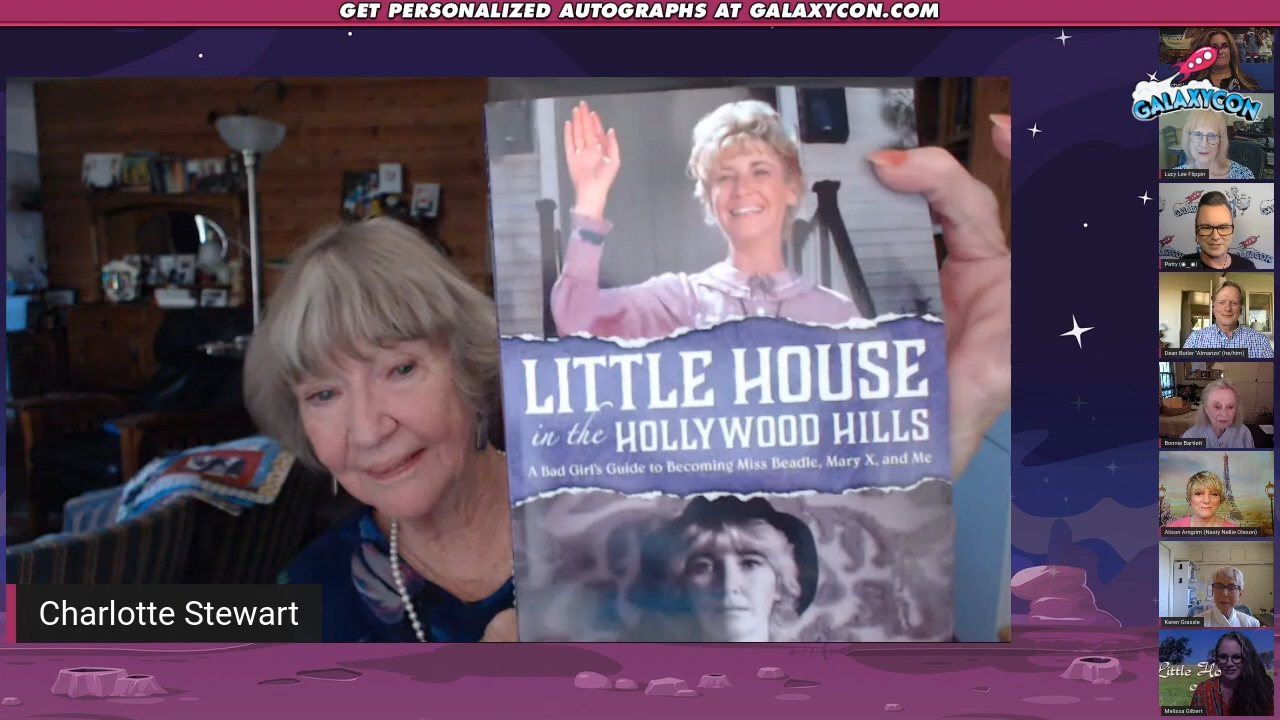 GET PERSONALIZED AUTOGRAPHS AT GALAXYCON.COM
GALAXYCON
LITTLE HOUSE
in the HOLLYWOOD HILLS
A Bad Girl's Guide to Becoming Miss Beadle, Mary X, and Me
Charlotte Stewart
Lucy Lee Flippin
Dean Butler "Almanzo" (he/him)
Bonnie Bartlett
Alison Arngrim (Nasty Nellie Oleson)
Karen Grassle
Little Ho
Melissa Gilbert